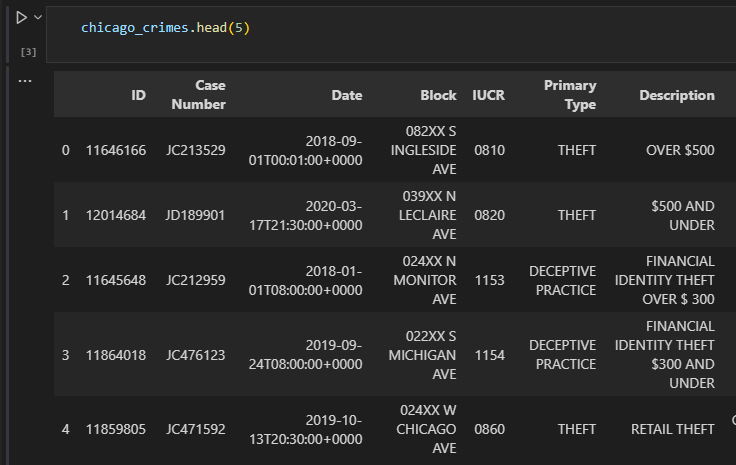 chicago_crimes.head(5)
[3]
...
ID Case Number Date Block IUCR Primary Type Description
0 11646166 JC213529 2018-09-01T00:01:00+0000 082XX S INGLESIDE AVE 0810 THEFT OVER $500
1 12014684 JD189901 2020-03-17T21:30:00+0000 039XX N LECLAIRE AVE 0820 THEFT $500 AND UNDER
2 11645648 JC212959 2018-01-01T08:00:00+0000 024XX N MONITOR AVE 1153 DECEPTIVE PRACTICE FINANCIAL IDENTITY THEFT OVER $ 300
3 11864018 JC476123 2019-09-24T08:00:00+0000 022XX S MICHIGAN AVE 1154 DECEPTIVE PRACTICE FINANCIAL IDENTITY THEFT $300 AND UNDER
4 11859805 JC471592 2019-10-13T20:30:00+0000 024XX W CHICAGO AVE 0860 THEFT RETAIL THEFT